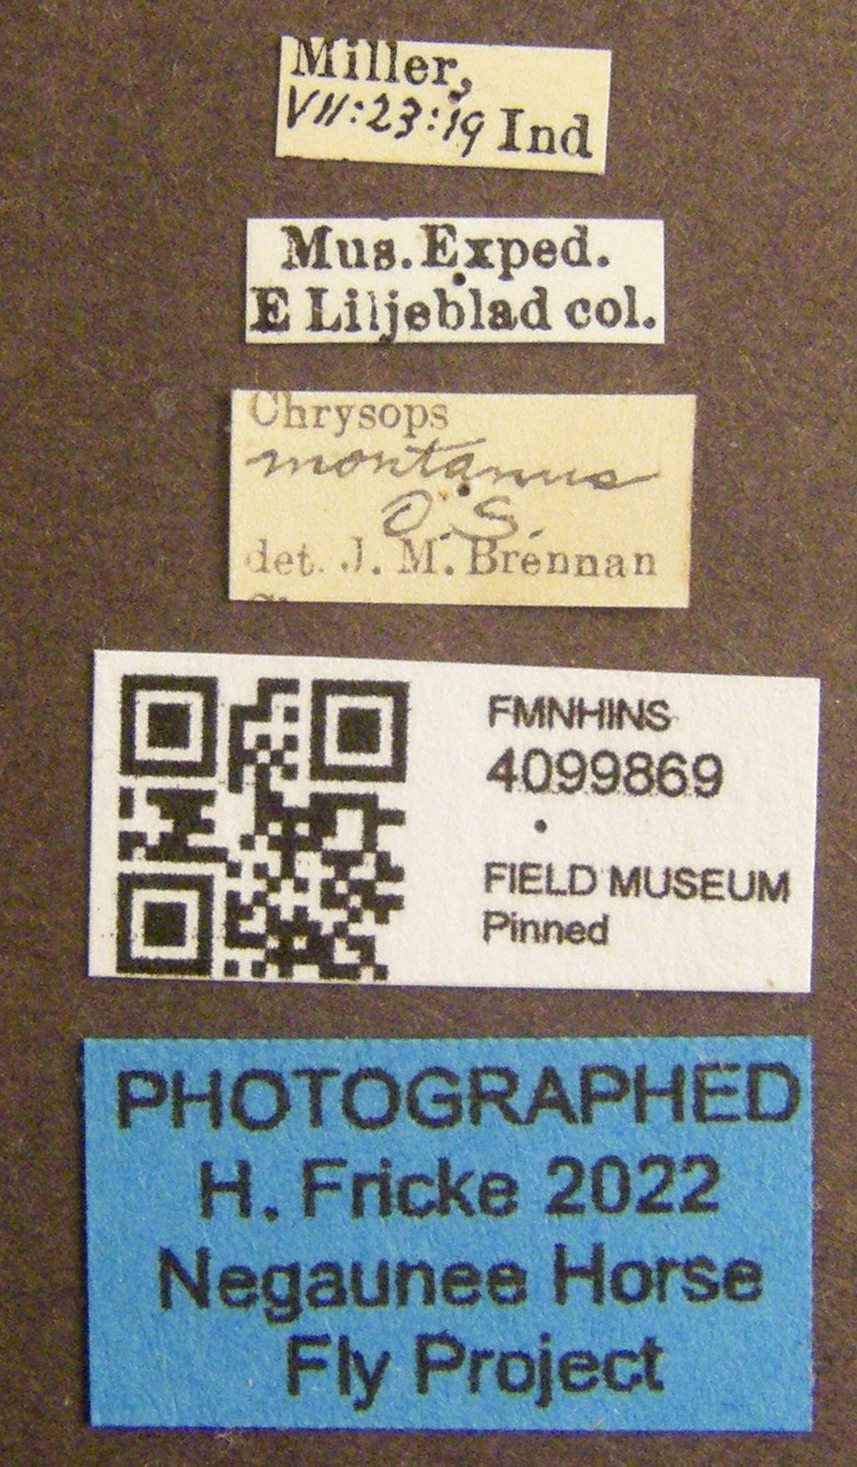 Miller,
VII:23:19 Ind
Mus. Exped.
E Liljeblad col.
Chrysops
montanus
O.S.
det. J. M. Brennan
FMNHINS
4099869
FIELD MUSEUM
Pinned
PHOTOGRAPHED
H. Fricke 2022
Negaunee Horse
Fly Project